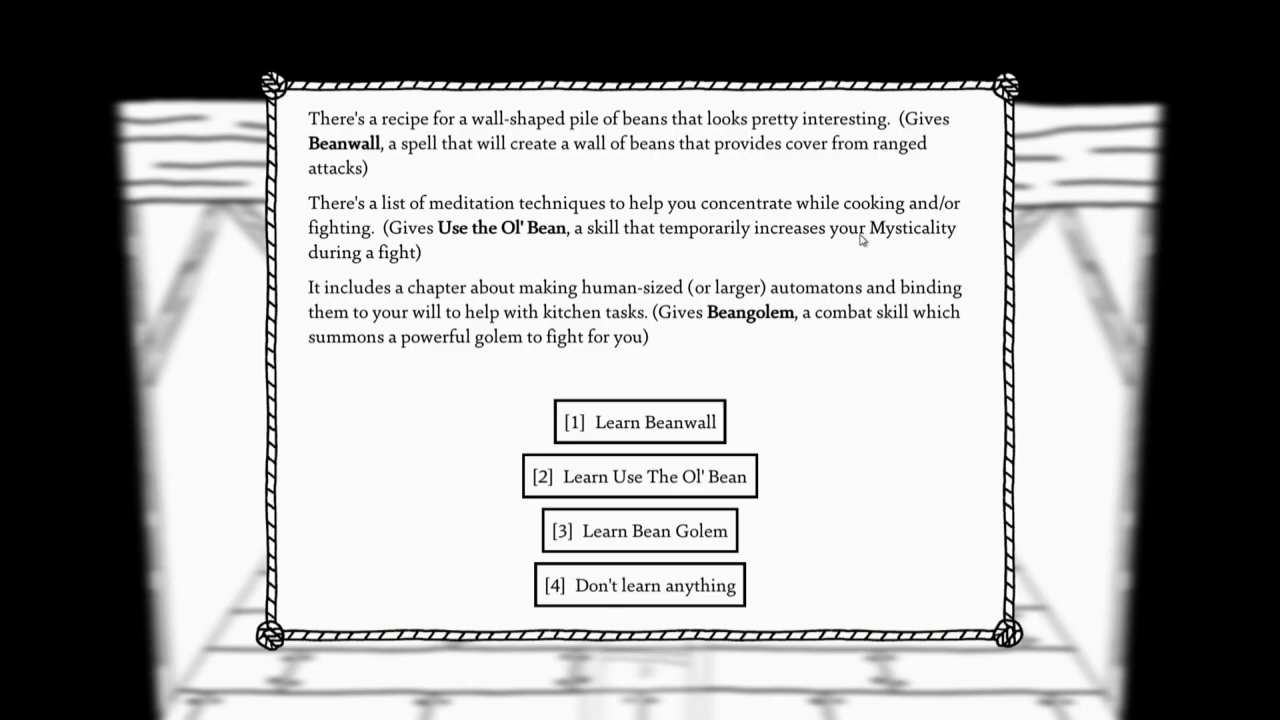 There's a recipe for a wall-shaped pile of beans that looks pretty interesting.  (Gives
Beanwall, a spell that will create a wall of beans that provides cover from ranged
attacks)
There's a list of meditation techniques to help you concentrate while cooking and/or
fighting.  (Gives Use the Ol' Bean, a skill that temporarily increases your Mysticality
during a fight)
It includes a chapter about making human-sized (or larger) automatons and binding
them to your will to help with kitchen tasks. (Gives Beangolem, a combat skill which
summons a powerful golem to fight for you)
[1]  Learn Beanwall
[2]  Learn Use The Ol' Bean
[3]  Learn Bean Golem
[4]  Don't learn anything